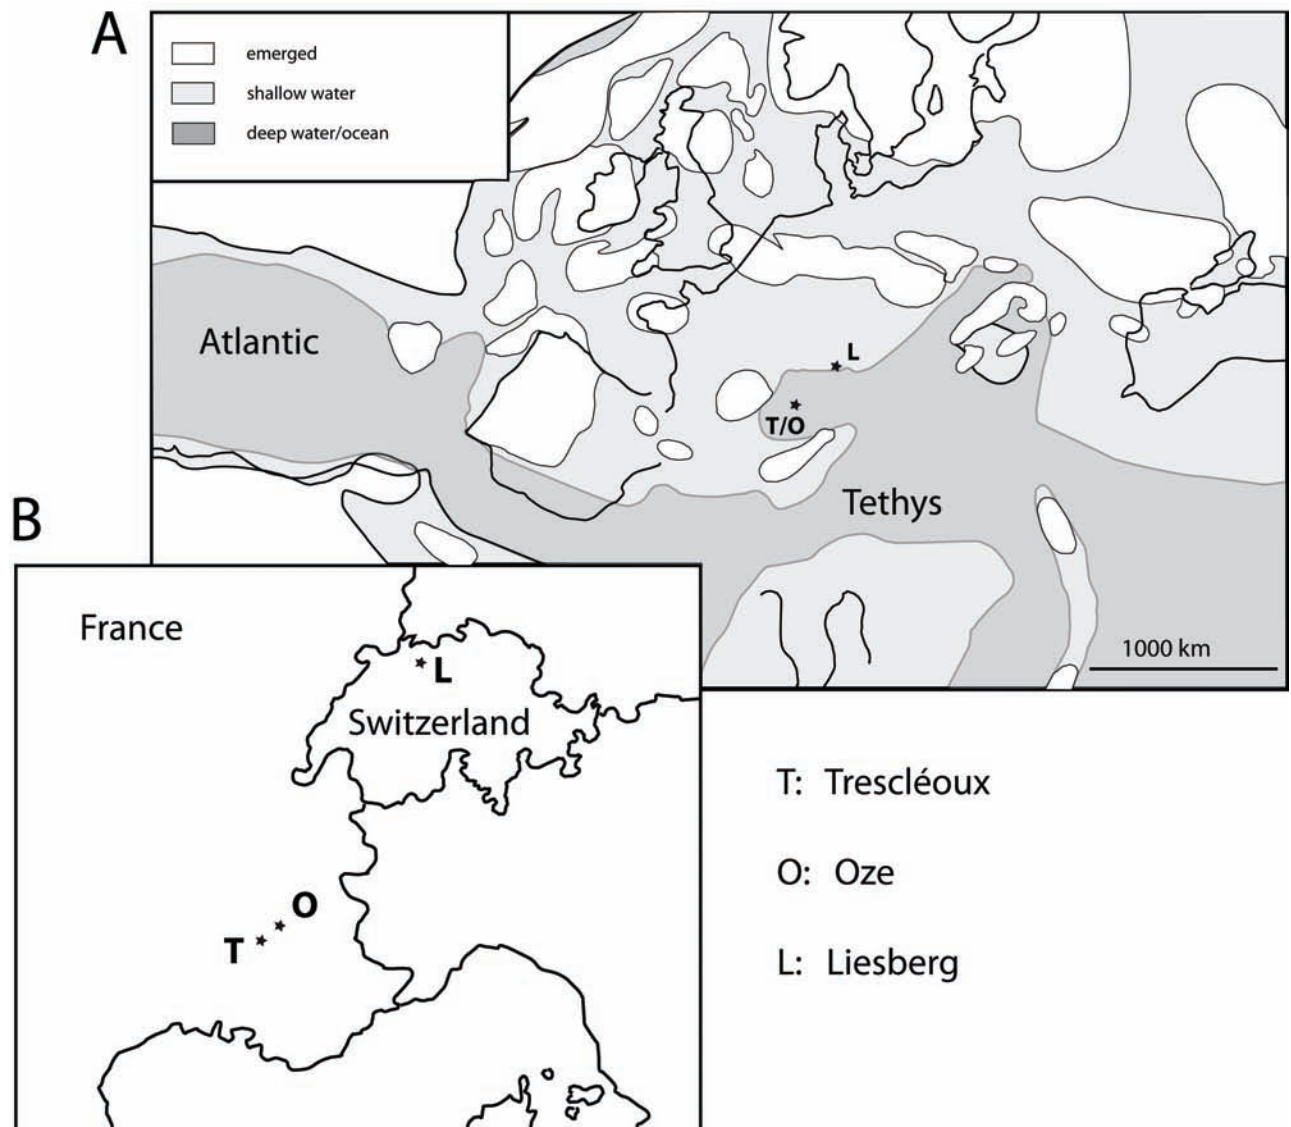 A
emerged
shallow water
deep water/ocean
Atlantic
L
T/O
Tethys
1000 km
B
France
L
Switzerland
O
T
T: Trescléoux
O: Oze
L: Liesberg